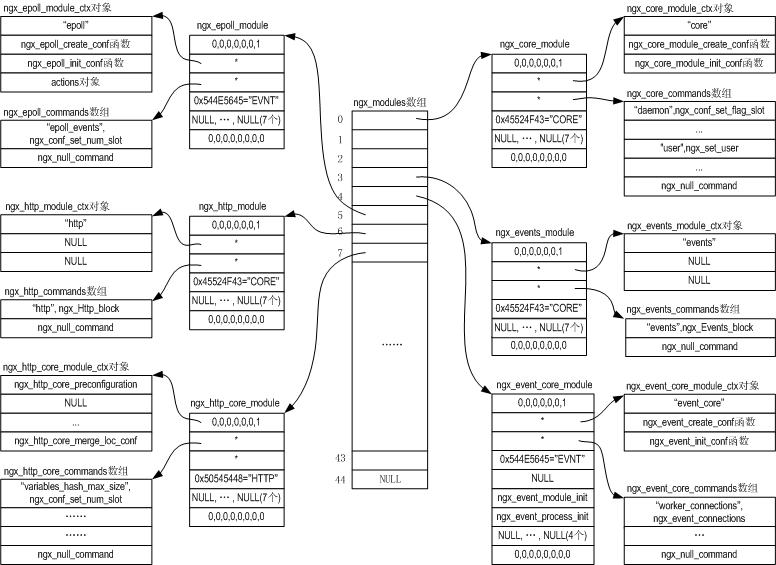 ngx_epoll_module_ctx对象
“epoll”
ngx_epoll_create_conf函数
ngx_epoll_init_conf函数
actions对象
ngx_epoll_commands数组
“epoll_events”,
ngx_conf_set_num_slot
ngx_null_command
ngx_epoll_module
0,0,0,0,0,0,1
*
*
0x544E5645="EVNT”
NULL, … , NULL(7个)
0,0,0,0,0,0,0,0
ngx_http_module_ctx对象
“http”
NULL
NULL
ngx_http_commands数组
“http”, ngx_Http_block
ngx_null_command
ngx_http_module
0,0,0,0,0,0,1
*
*
0x45524F43="CORE”
NULL, … , NULL(7个)
0,0,0,0,0,0,0,0
ngx_http_core_module_ctx对象
ngx_http_core_preconfiguration
NULL
...
ngx_http_core_merge_loc_conf
ngx_http_core_commands数组
“variables_hash_max_size”,
ngx_conf_set_num_slot
……
……
ngx_null_command
ngx_http_core_module
0,0,0,0,0,0,1
*
*
0x50545448="HTTP”
NULL, … , NULL(7个)
0,0,0,0,0,0,0,0
ngx_modules数组
0
1
2
3
4
5
6
7
……
43
44
NULL
ngx_core_module
0,0,0,0,0,0,1
*
*
0x45524F43="CORE”
NULL, … , NULL(7个)
0,0,0,0,0,0,0,0
ngx_core_module_ctx对象
“core”
ngx_core_module_create_conf函数
ngx_core_module_init_conf函数
ngx_core_commands数组
“daemon”,ngx_conf_set_flag_slot
...
"user",ngx_set_user
...
ngx_null_command
ngx_events_module
0,0,0,0,0,0,1
*
*
0x45524F43="CORE”
NULL, … , NULL(7个)
0,0,0,0,0,0,0,0
ngx_events_module_ctx对象
“events”
NULL
NULL
ngx_events_commands数组
“events”,ngx_Events_block
ngx_null_command
ngx_event_core_module
0,0,0,0,0,0,1
*
*
0x544E5645="EVNT”
NULL
ngx_event_module_init
ngx_event_process_init
NULL, … , NULL(4个)
0,0,0,0,0,0,0,0
ngx_event_core_module_ctx对象
“event_core”
ngx_event_create_conf函数
ngx_event_init_conf函数
ngx_event_core_commands数组
“worker_connections”,
ngx_event_connections
…
ngx_null_command